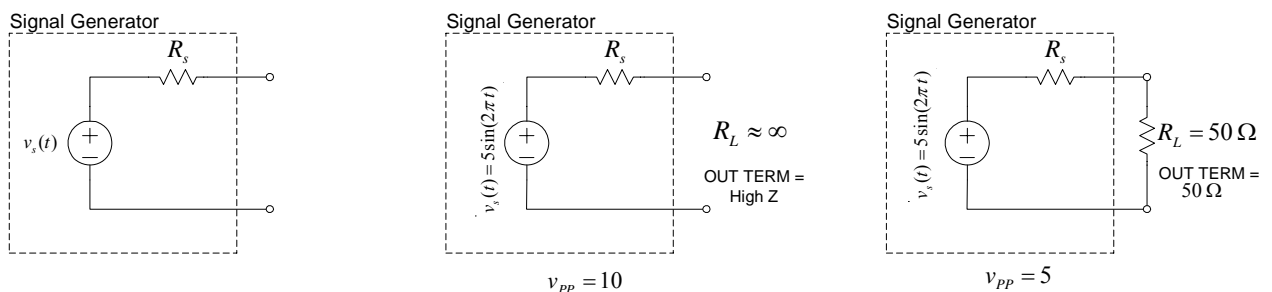 Signal Generator
R_s
v_s(t)
+
−
Signal Generator
R_s
v_s(t) = 5sin(2πt)
+
−
R_L ≈ ∞
OUT TERM =
High Z
v_PP = 10
Signal Generator
R_s
v_s(t) = 5sin(2πt)
+
−
R_L = 50 Ω
OUT TERM =
50 Ω
v_PP = 5